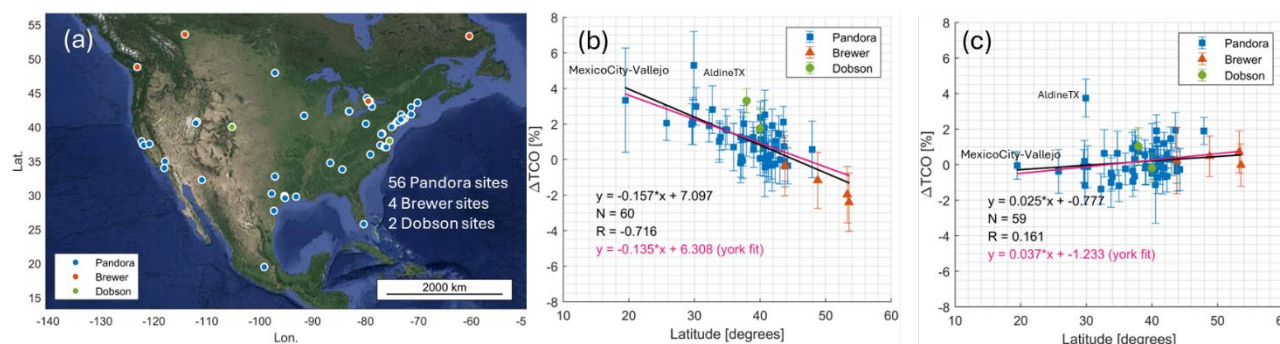 (a)
55
50
45
40
35
30
25
20
15
Lat.
56 Pandora sites
4 Brewer sites
2 Dobson sites
Pandora
Brewer
Dobson
2000 km
-140 -130 -120 -110 -100 -90 -80 -70 -60 -5
Lon.
(b)
8
6
4
2
0
-2
-4
-6
-8
ΔTCO [%]
Pandora
Brewer
Dobson
MexicoCity-Vallejo
AldineTX
y = -0.157*x + 7.097
N = 60
R = -0.716
y = -0.135*x + 6.308 (york fit)
10 20 30 40 50 60
Latitude [degrees]
(c)
8
6
4
2
0
-2
-4
-6
-8
ΔTCO [%]
Pandora
Brewer
Dobson
AldineTX
MexicoCity-Vallejo
y = 0.025*x + -0.777
N = 59
R = 0.161
y = 0.037*x + -1.233 (york fit)
10 20 30 40 50 60
Latitude [degrees]